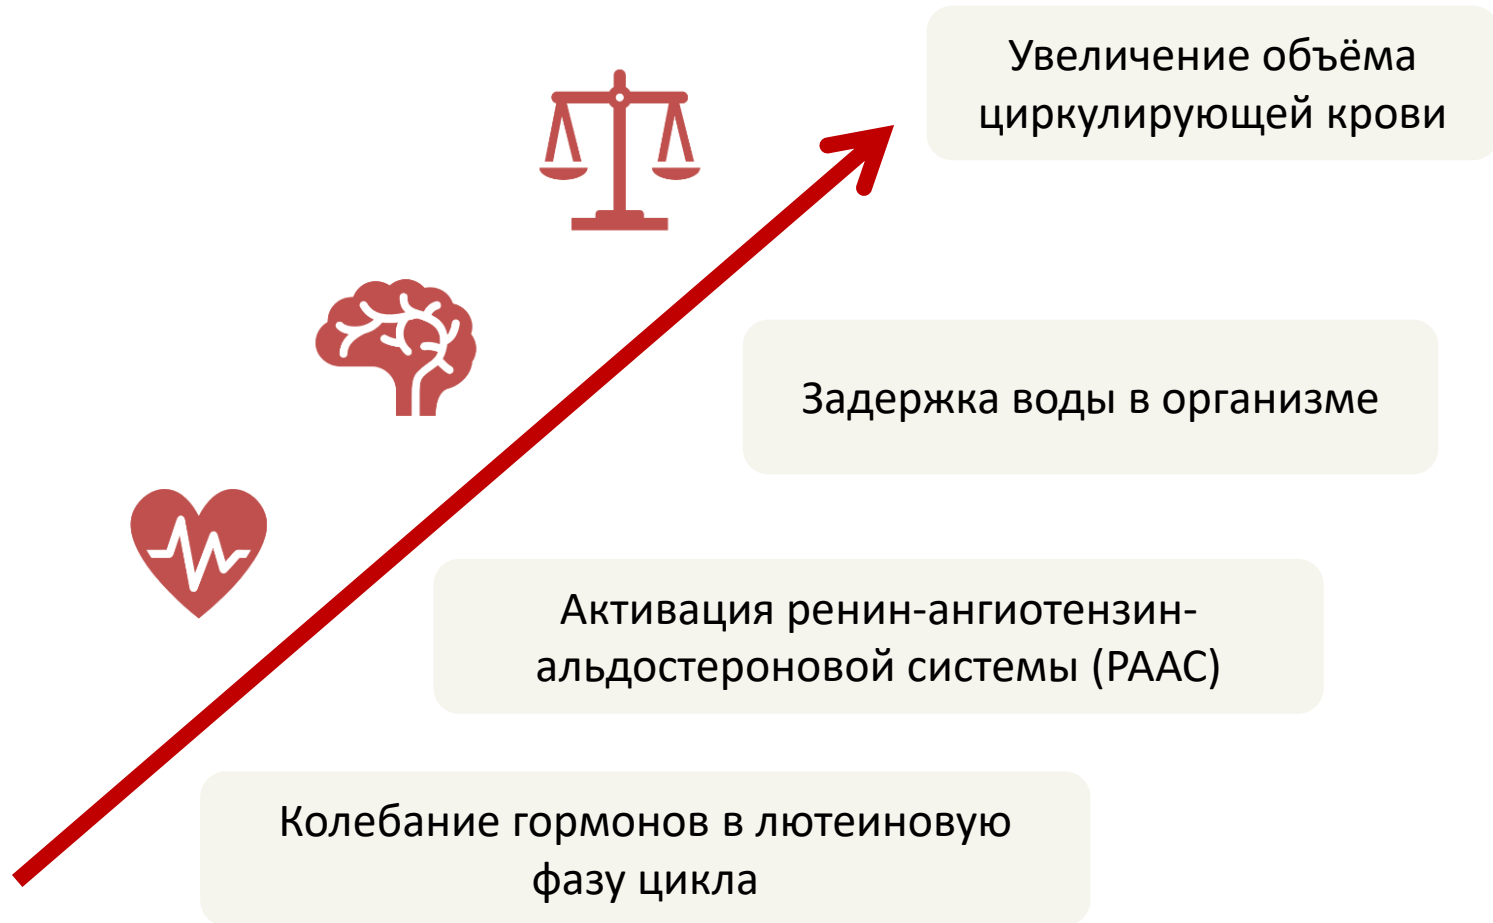 Увеличение объёма
циркулирующей крови
Задержка воды в организме
Активация ренин-ангиотензин-
альдостероновой системы (РААС)
Колебание гормонов в лютеиновую
фазу цикла